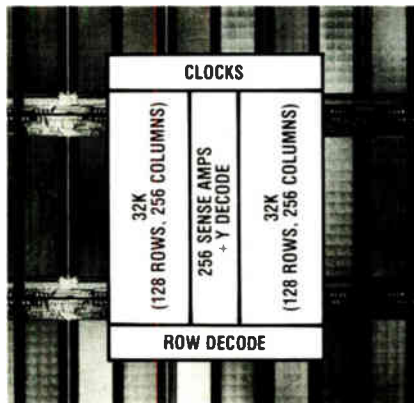 CLOCKS
32K
(128 ROWS, 256 COLUMNS)
256 SENSE AMPS
+ Y DECODE
32K
(128 ROWS, 256 COLUMNS)
ROW DECODE